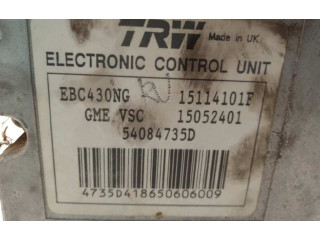 TRW Made in UK
ELECTRONIC CONTROL UNIT
EBC430NG 15114101F
GME VSC 15052401
54084735D
4735D418650606009